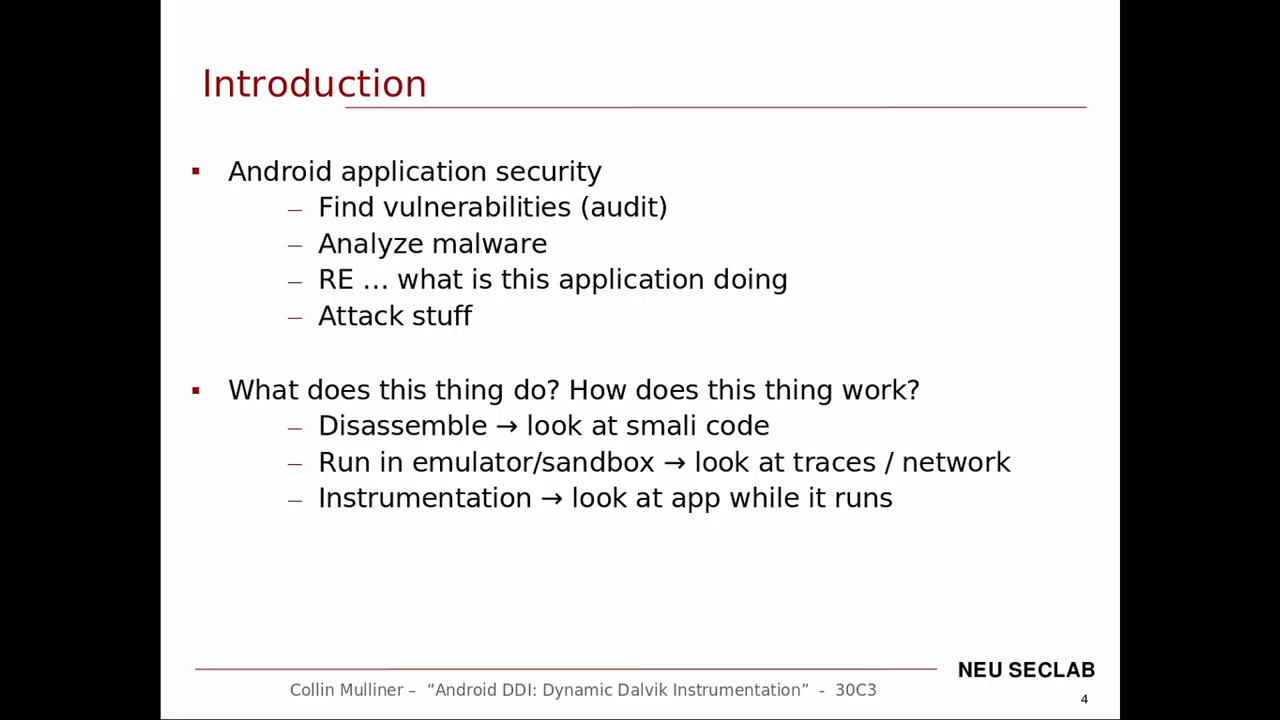 Introduction
▪ Android application security
– Find vulnerabilities (audit)
– Analyze malware
– RE … what is this application doing
– Attack stuff
▪ What does this thing do? How does this thing work?
– Disassemble → look at smali code
– Run in emulator/sandbox → look at traces / network
– Instrumentation → look at app while it runs
NEU SECLAB
Collin Mulliner – “Android DDI: Dynamic Dalvik Instrumentation” - 30C3
4